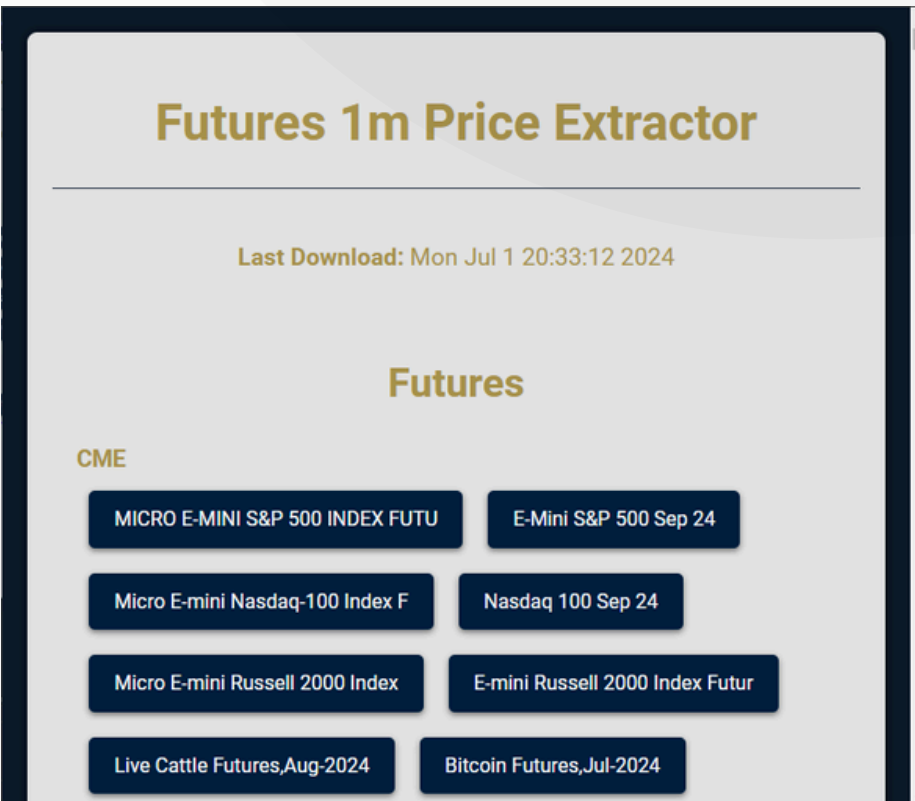 Futures 1m Price Extractor
Last Download: Mon Jul 1 20:33:12 2024
Futures
CME
MICRO E-MINI S&P 500 INDEX FUTU
E-Mini S&P 500 Sep 24
Micro E-mini Nasdaq-100 Index F
Nasdaq 100 Sep 24
Micro E-mini Russell 2000 Index
E-mini Russell 2000 Index Futur
Live Cattle Futures,Aug-2024
Bitcoin Futures,Jul-2024